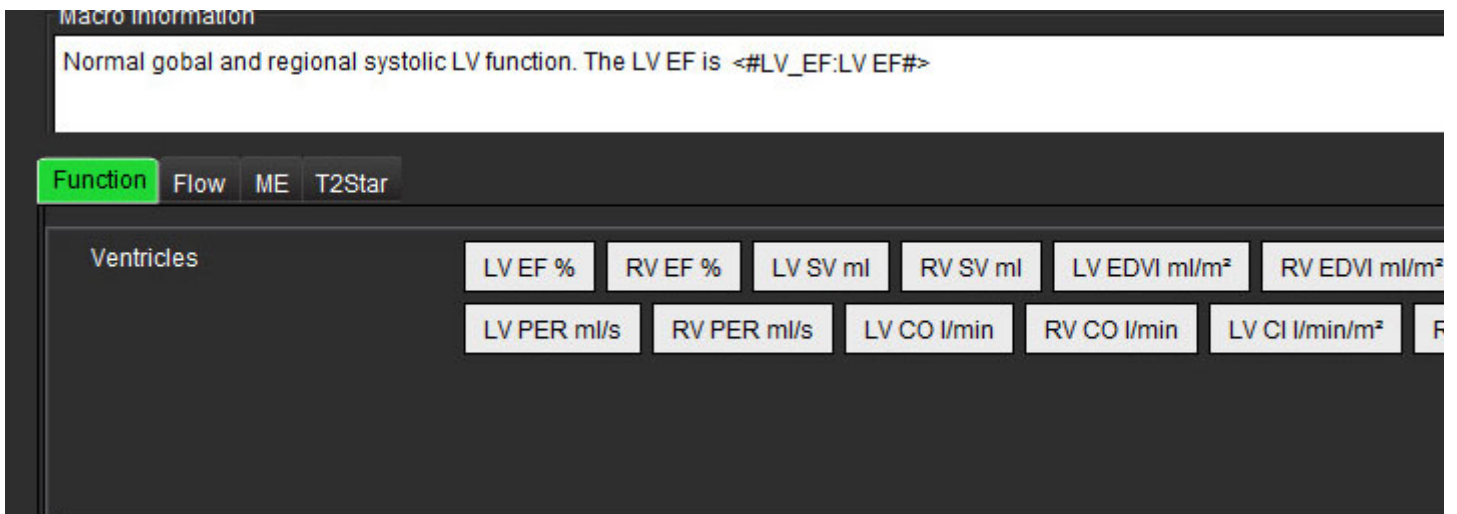 Macro Information
Normal gobal and regional systolic LV function. The LV EF is <#LV_EF:LV EF#>
Function Flow ME T2Star
Ventricles LV EF % RV EF % LV SV ml RV SV ml LV EDVI ml/m² RV EDVI ml/m²
LV PER ml/s RV PER ml/s LV CO l/min RV CO l/min LV CI l/min/m²